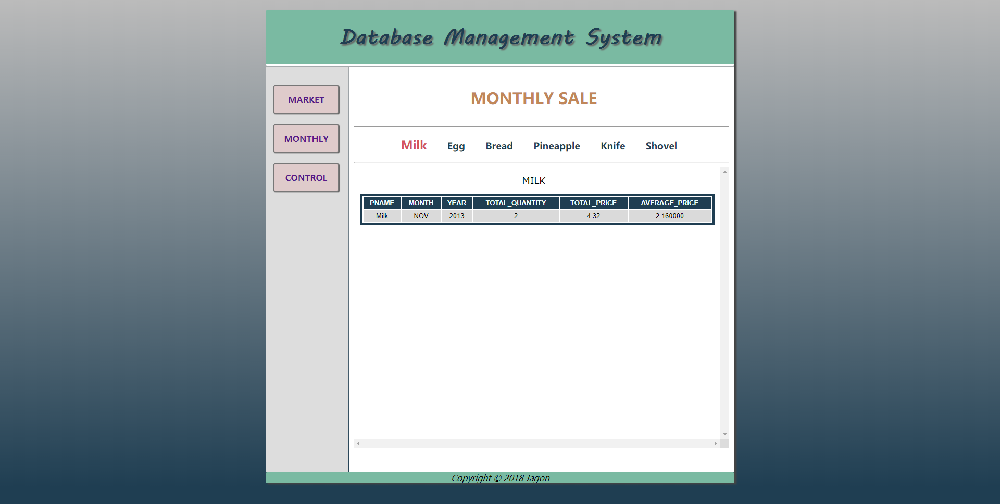 Database Management System
MARKET
MONTHLY
CONTROL
MONTHLY SALE
Milk Egg Bread Pineapple Knife Shovel
MILK
PNAME MONTH YEAR TOTAL_QUANTITY TOTAL_PRICE AVERAGE_PRICE
Milk NOV 2013 2 4.32 2.160000
Copyright © 2018 Jagon